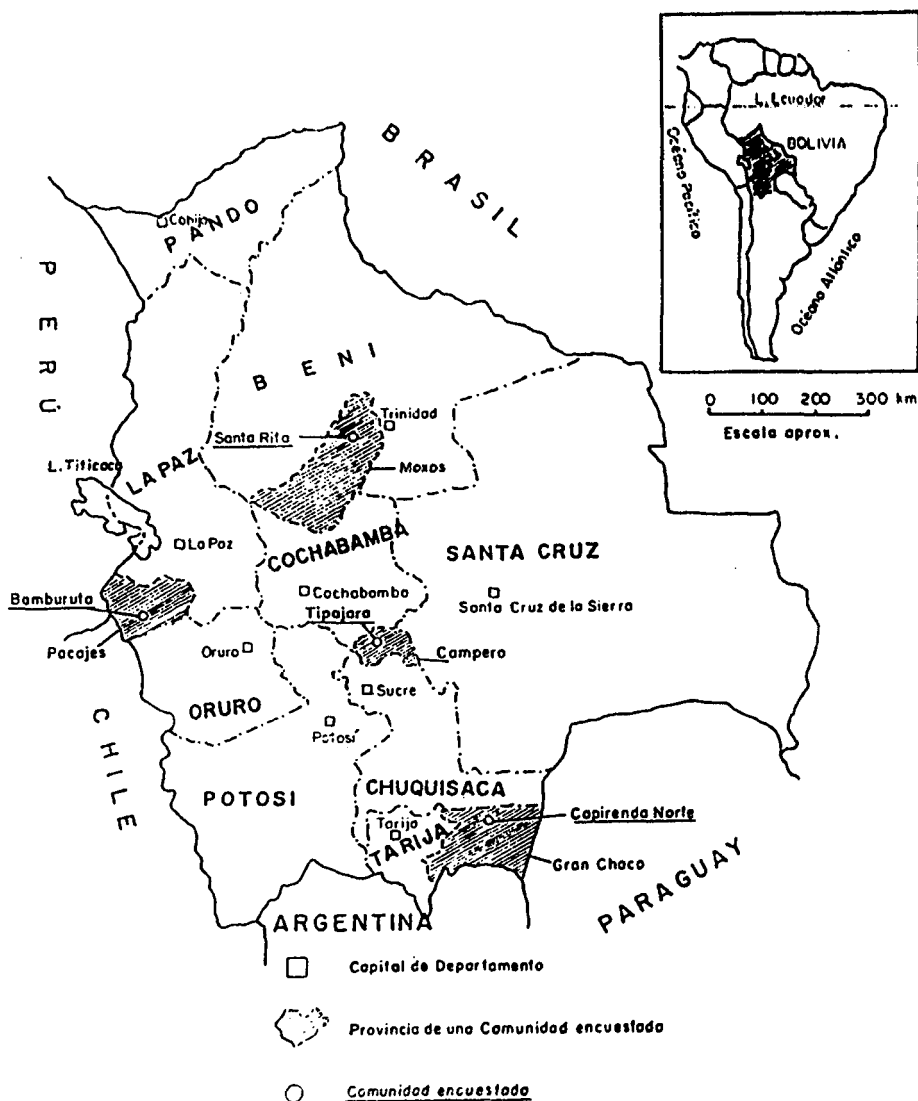 L. Ecuador
BOLIVIA
Océano Pacífico
Océano Atlántico
0 100 200 300 km
Escala aprox.
BRASIL
PERÚ
PANDO
Cobija
BENI
Trinidad
Santa Rita
Moxos
L. Titicaca
LA PAZ
La Paz
COCHABAMBA
SANTA CRUZ
Cochabamba
Santa Cruz de la Sierra
Bamburuta
Tipajara
Pacajes
Oruro
Campero
Sucre
ORURO
Potosí
CHILE
POTOSI
CHUQUISACA
Capirenda Norte
Tarija
TARIJA
Gran Chaco
PARAGUAY
ARGENTINA
Capital de Departamento
Provincia de una Comunidad encuestada
Comunidad encuestada